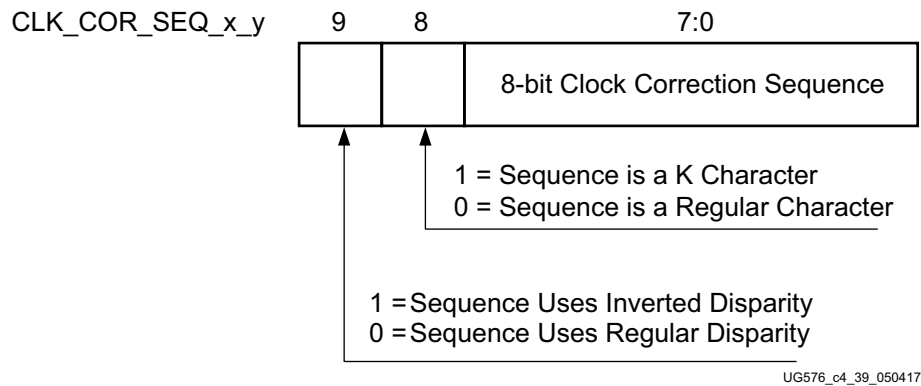 CLK_COR_SEQ_x_y 9 8 7:0
8-bit Clock Correction Sequence
1 = Sequence is a K Character
0 = Sequence is a Regular Character
1 = Sequence Uses Inverted Disparity
0 = Sequence Uses Regular Disparity
UG576_c4_39_050417